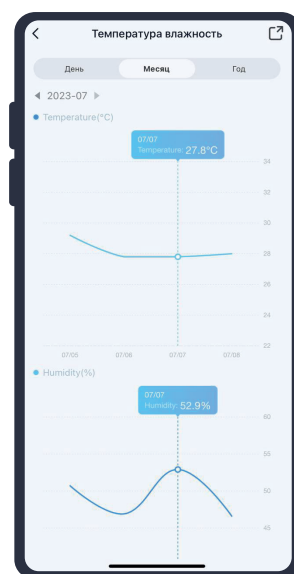 Температура влажность
День Месяц Год
2023-07
Temperature(°C)
07/07
Temperature: 27.8°C
34
32
30
28
26
24
22
07/05 07/06 07/07 07/08
Humidity(%)
07/07
Humidity: 52.9%
60
55
50
45